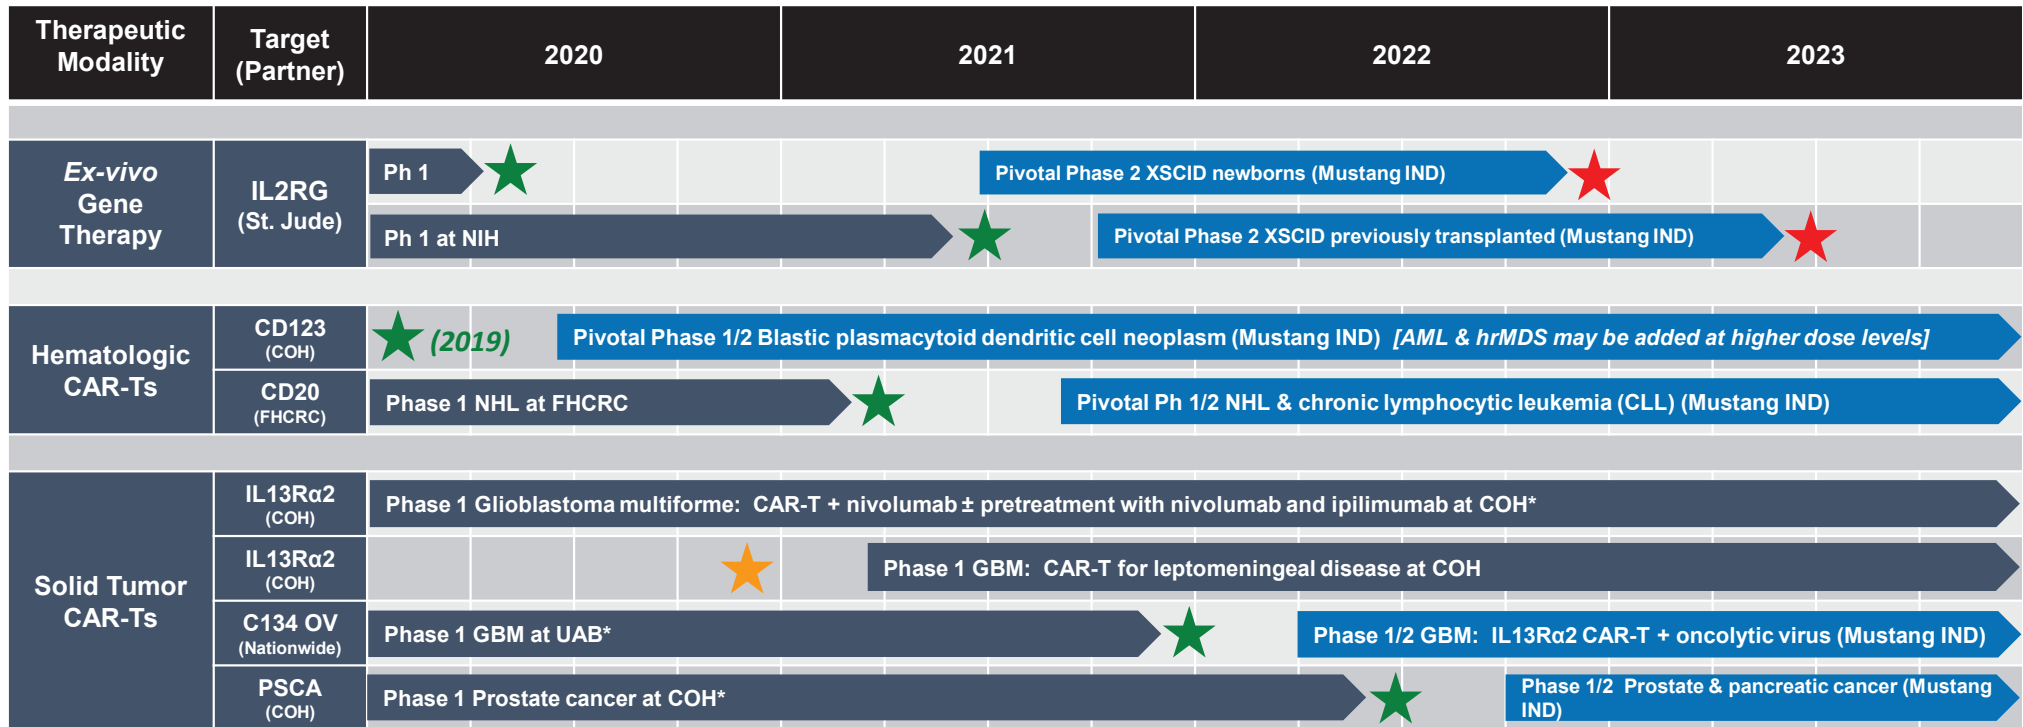 Therapeutic
Modality
Target
(Partner)
2020
2021
2022
2023
Ex-vivo
Gene
Therapy
IL2RG
(St. Jude)
Ph 1
Pivotal Phase 2 XSCID newborns (Mustang IND)
Ph 1 at NIH
Pivotal Phase 2 XSCID previously transplanted (Mustang IND)
Hematologic
CAR-Ts
CD123
(COH)
(2019)
Pivotal Phase 1/2 Blastic plasmacytoid dendritic cell neoplasm (Mustang IND) [AML & hrMDS may be added at higher dose levels]
CD20
(FHCRC)
Phase 1 NHL at FHCRC
Pivotal Ph 1/2 NHL & chronic lymphocytic leukemia (CLL) (Mustang IND)
Solid Tumor
CAR-Ts
IL13Rα2
(COH)
Phase 1 Glioblastoma multiforme: CAR-T + nivolumab ± pretreatment with nivolumab and ipilimumab at COH*
IL13Rα2
(COH)
Phase 1 GBM: CAR-T for leptomeningeal disease at COH
C134 OV
(Nationwide)
Phase 1 GBM at UAB*
Phase 1/2 GBM: IL13Rα2 CAR-T + oncolytic virus (Mustang IND)
PSCA
(COH)
Phase 1 Prostate cancer at COH*
Phase 1/2 Prostate & pancreatic cancer (Mustang
IND)